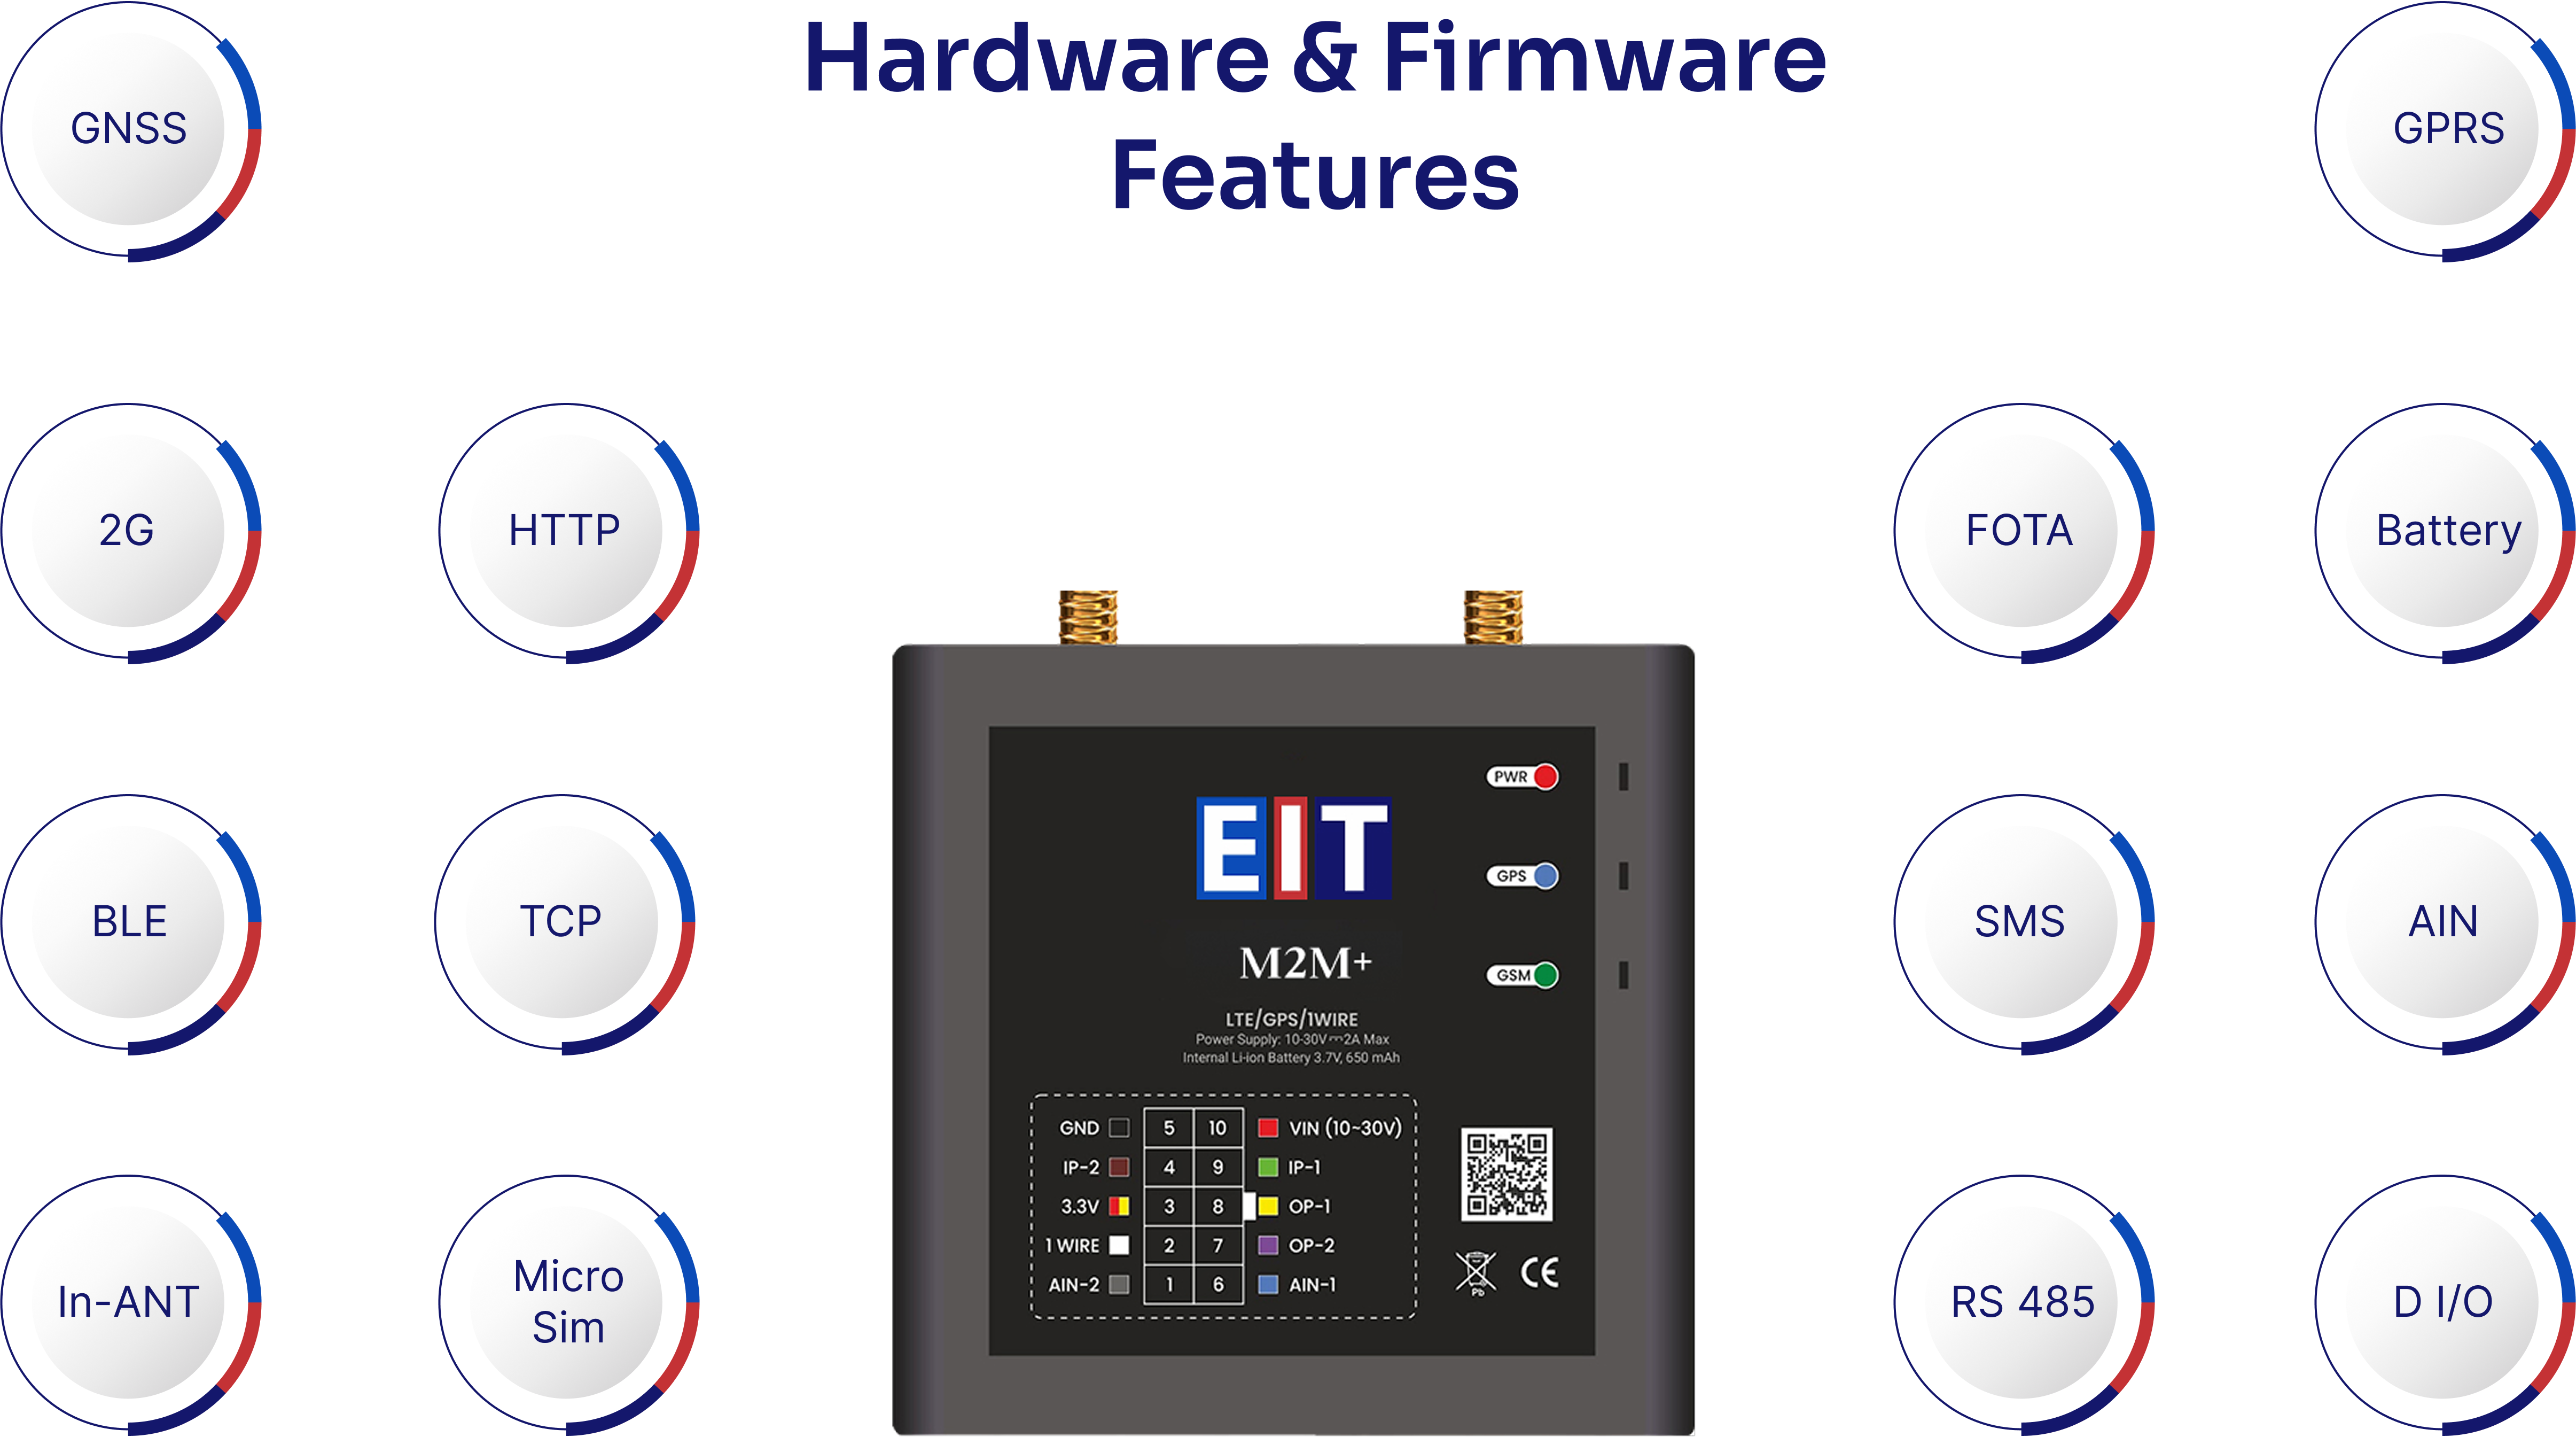 Hardware & Firmware
Features
GNSS
GPRS
2G
HTTP
FOTA
Battery
BLE
TCP
SMS
AIN
In-ANT
Micro
Sim
RS 485
D I/O
PWR
GPS
GSM
EIT
M2M+
LTE/GPS/1WIRE
Power Supply: 10-30V⎓2A Max
Internal Li-ion Battery 3.7V, 650 mAh
GND 5 10 VIN (10~30V)
IP-2 4 9 IP-1
3.3V 3 8 OP-1
1 WIRE 2 7 OP-2
AIN-2 1 6 AIN-1
Pb
CE